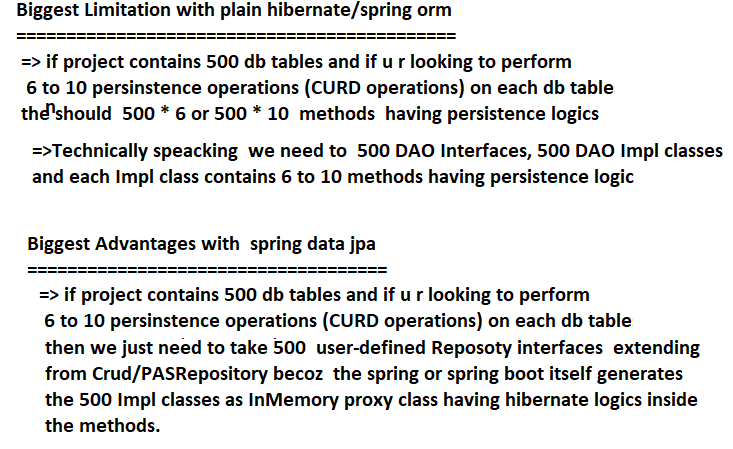 Biggest Limitation with plain hibernate/spring orm
============================================
=> if project contains 500 db tables and if u r looking to perform
6 to 10 persinstence operations (CURD operations) on each db table
then should 500 * 6 or 500 * 10 methods having persistence logics
=>Technically speacking we need to 500 DAO Interfaces, 500 DAO Impl classes
and each Impl class contains 6 to 10 methods having persistence logic
Biggest Advantages with spring data jpa
====================================
=> if project contains 500 db tables and if u r looking to perform
6 to 10 persinstence operations (CURD operations) on each db table
then we just need to take 500 user-defined Reposoty interfaces extending
from Crud/PASRepository becoz the spring or spring boot itself generates
the 500 Impl classes as InMemory proxy class having hibernate logics inside
the methods.